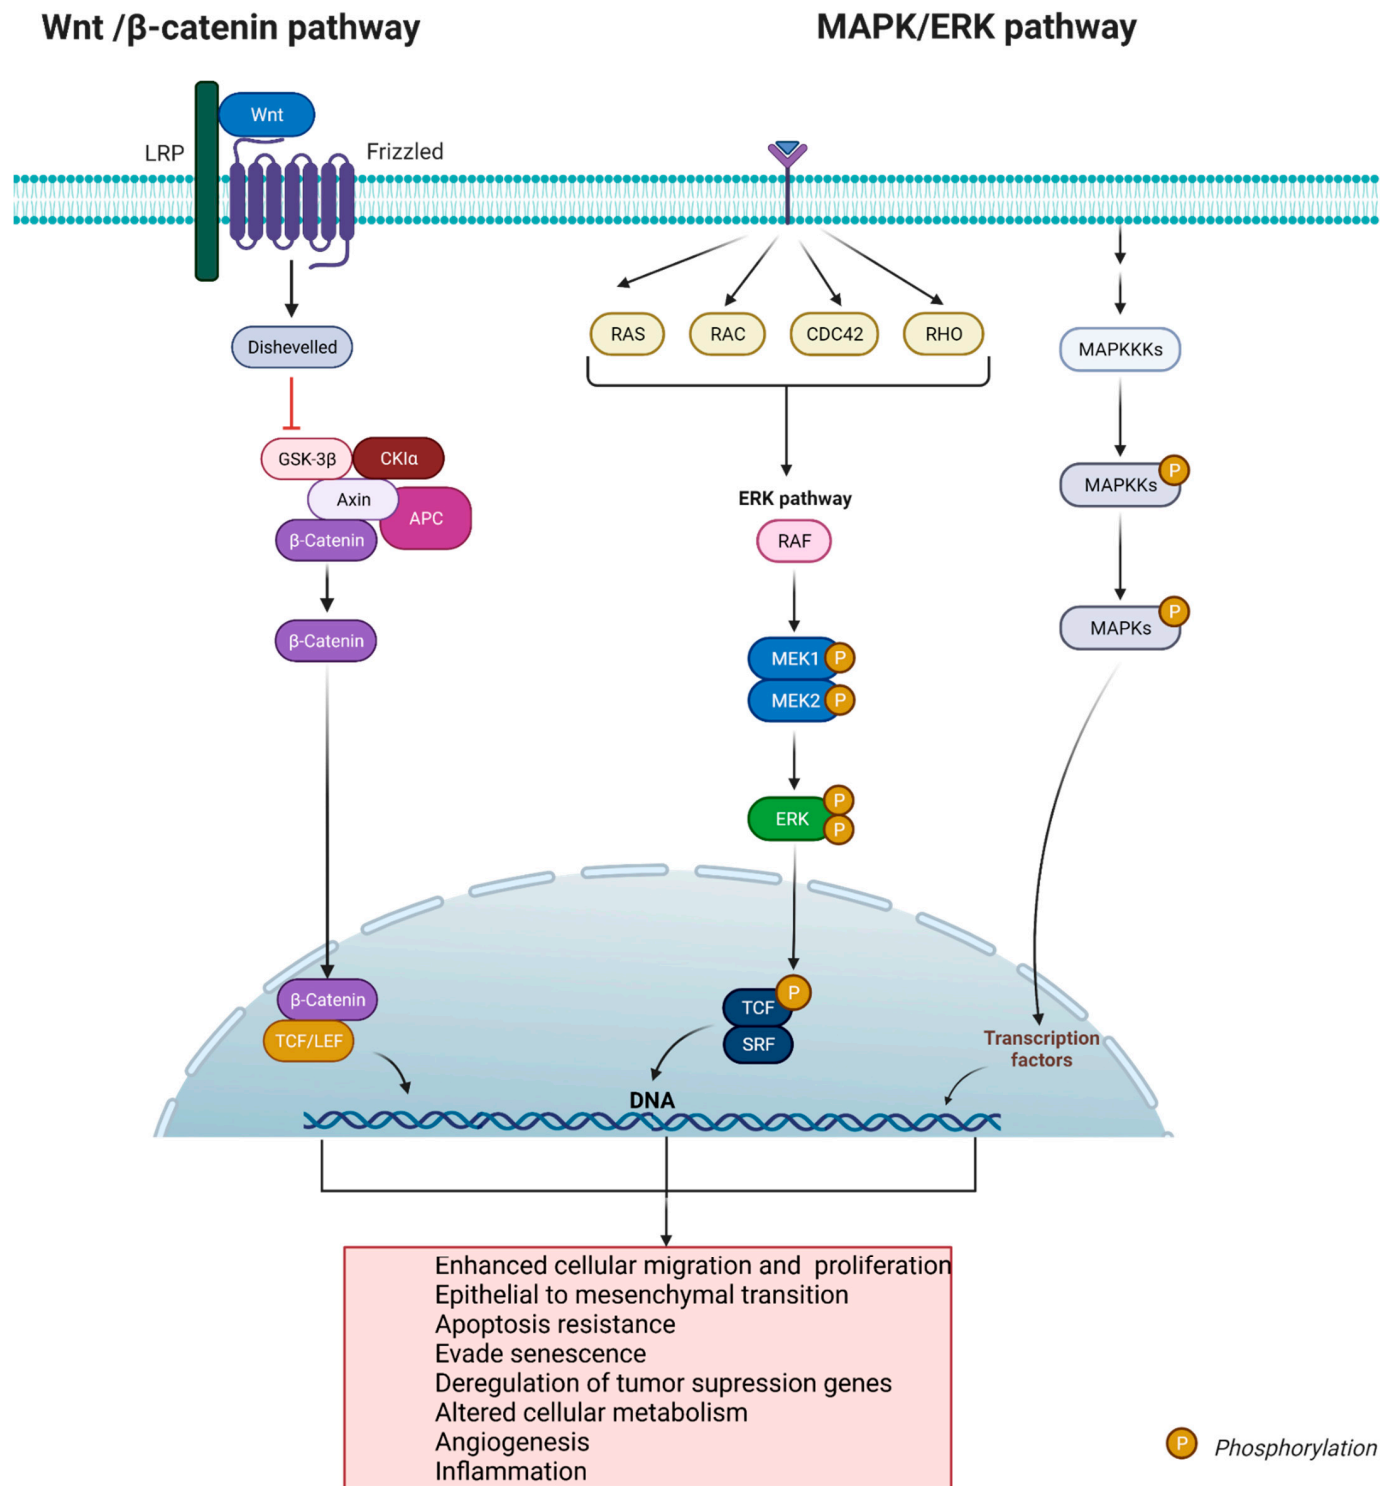 Wnt /β-catenin pathway
MAPK/ERK pathway
Wnt
LRP
Frizzled
Dishevelled
RAS
RAC
CDC42
RHO
MAPKKKs
GSK-3β
CKIα
Axin
APC
β-Catenin
P
MAPKKs
ERK pathway
RAF
β-Catenin
P
MAPKs
MEK1
P
MEK2
P
ERK
P
P
β-Catenin
TCF/LEF
P
TCF
SRF
Transcription
factors
DNA
Enhanced cellular migration and proliferation
Epithelial to mesenchymal transition
Apoptosis resistance
Evade senescence
Deregulation of tumor supression genes
Altered cellular metabolism
Angiogenesis
Inflammation
P
Phosphorylation